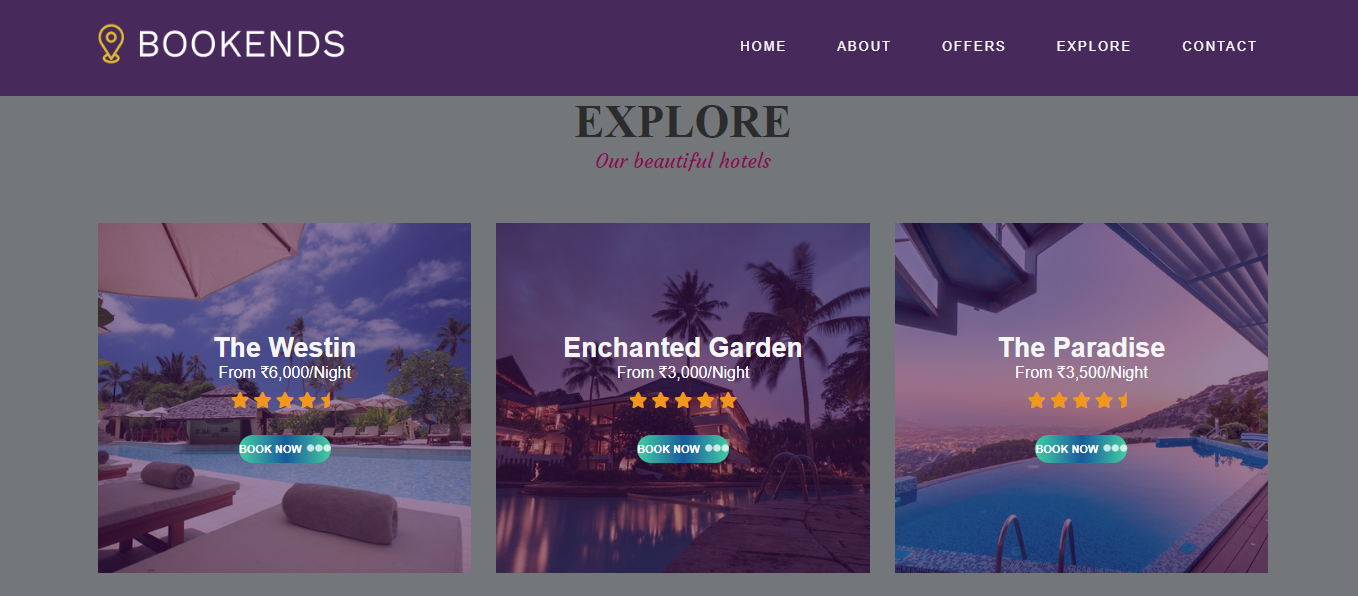 BOOKENDS
HOME ABOUT OFFERS EXPLORE CONTACT
EXPLORE
Our beautiful hotels
The Westin
From ₹6,000/Night
BOOK NOW
Enchanted Garden
From ₹3,000/Night
BOOK NOW
The Paradise
From ₹3,500/Night
BOOK NOW